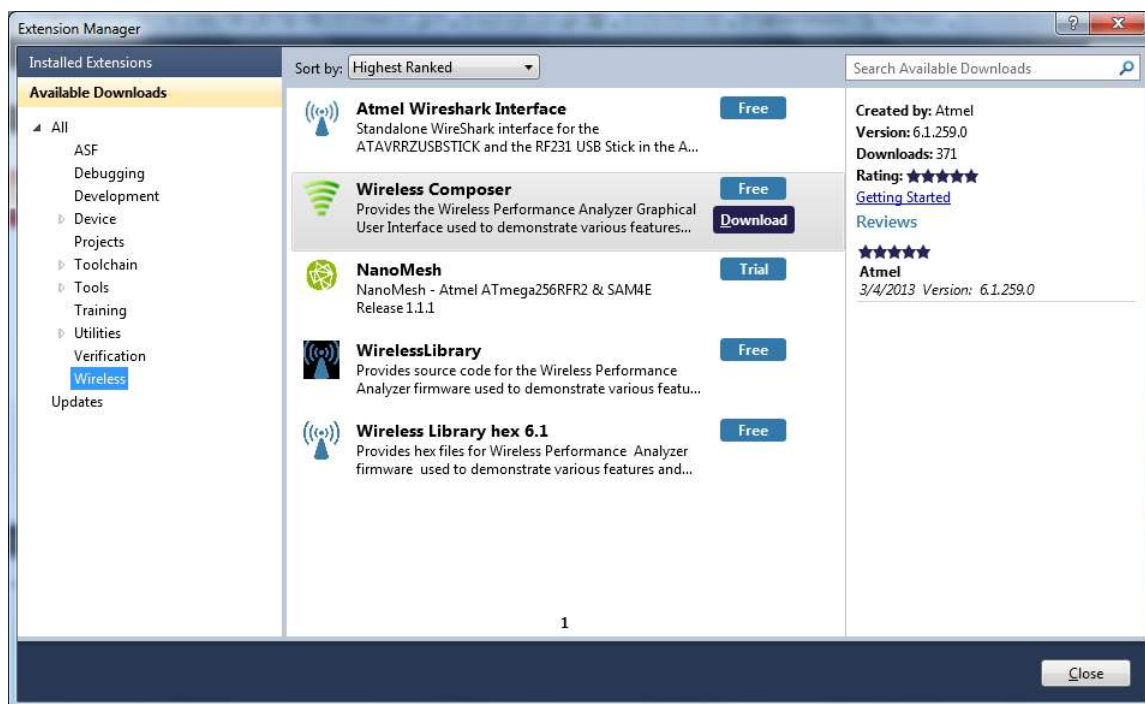 Extension Manager
Installed Extensions
Available Downloads
All
ASF
Debugging
Development
Device
Projects
Toolchain
Tools
Training
Utilities
Verification
Wireless
Updates
Sort by: Highest Ranked
Atmel Wireshark Interface
Free
Standalone WireShark interface for the
ATAVRRZUSBSTICK and the RF231 USB Stick in the A...
Wireless Composer
Free
Provides the Wireless Performance Analyzer Graphical
User Interface used to demonstrate various features...
Download
NanoMesh
Trial
NanoMesh - Atmel ATmega256RFR2 & SAM4E
Release 1.1.1
WirelessLibrary
Free
Provides source code for the Wireless Performance
Analyzer firmware used to demonstrate various featu...
Wireless Library hex 6.1
Free
Provides hex files for Wireless Performance Analyzer
firmware used to demonstrate various features and...
1
Search Available Downloads
Created by: Atmel
Version: 6.1.259.0
Downloads: 371
Rating: ★★★★★
Getting Started
Reviews
★★★★★
Atmel
3/4/2013 Version: 6.1.259.0
Close